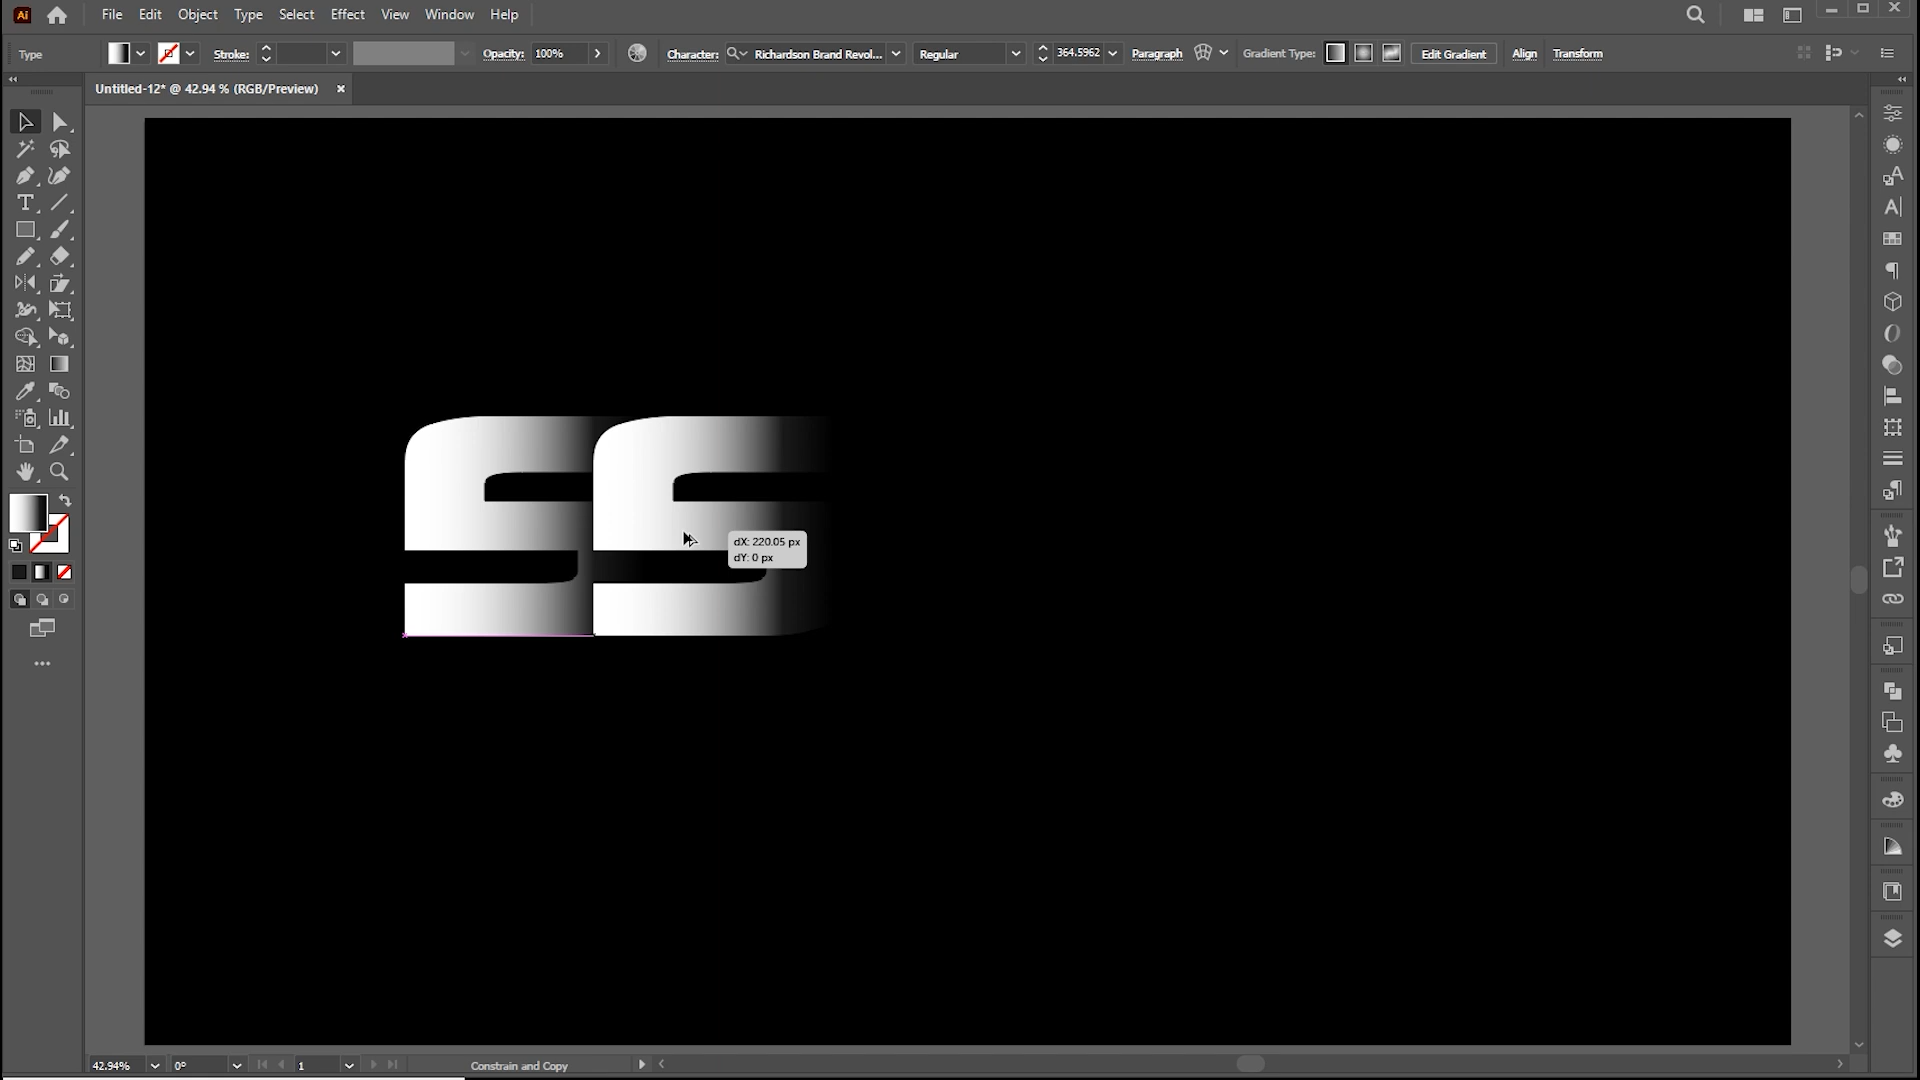 Ai File Edit Object Type Select Effect View Window Help
Type Stroke: Opacity: 100% Character: Richardson Brand Revol... Regular 364.5962 Paragraph Gradient Type: Edit Gradient Align Transform
Untitled-12* @ 42.94 % (RGB/Preview) ×
SS
dX: 220.05 px
dY: 0 px
42.94% 0° 1 Constrain and Copy